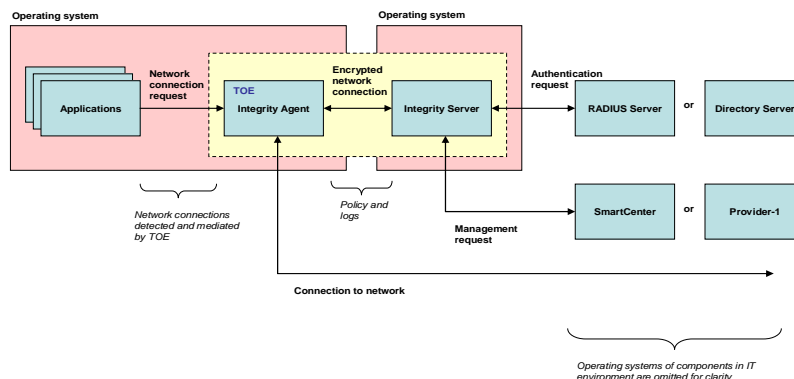 Operating system
Operating system
Network
connection
request
TOE
Encrypted
network
connection
Authentication
request
Applications
Integrity Agent
Integrity Server
RADIUS Server
or
Directory Server
Network connections
detected and mediated
by TOE
Policy and
logs
Management
request
SmartCenter
or
Provider-1
Connection to network
Operating systems of components in IT
environment are omitted for clarity